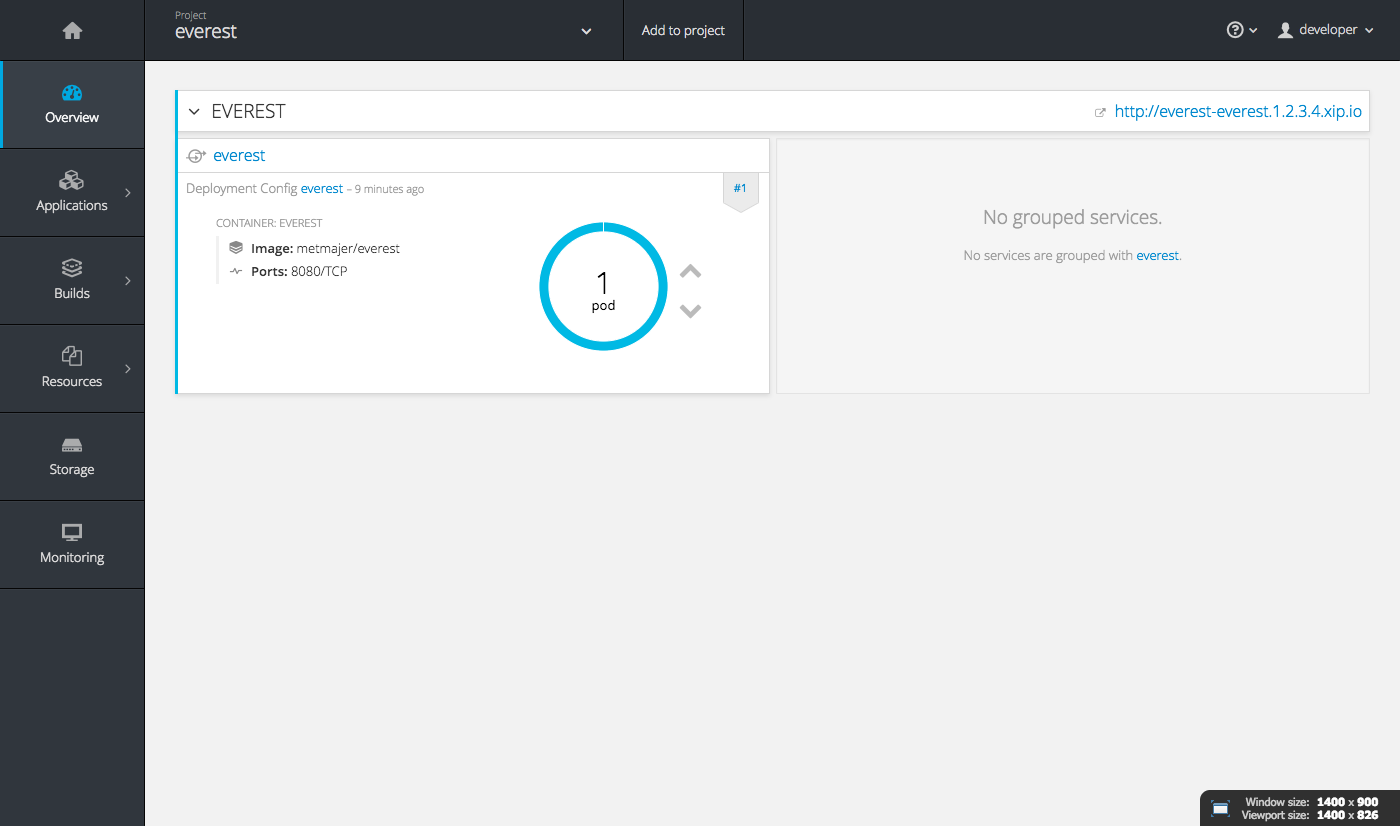 Project
everest
Add to project
developer
Overview
Applications
Builds
Resources
Storage
Monitoring
EVEREST
http://everest-everest.1.2.3.4.xip.io
everest
Deployment Config everest – 9 minutes ago
#1
CONTAINER: EVEREST
Image: metmajer/everest
Ports: 8080/TCP
1
pod
No grouped services.
No services are grouped with everest.
Window size: 1400 x 900
Viewport size: 1400 x 826